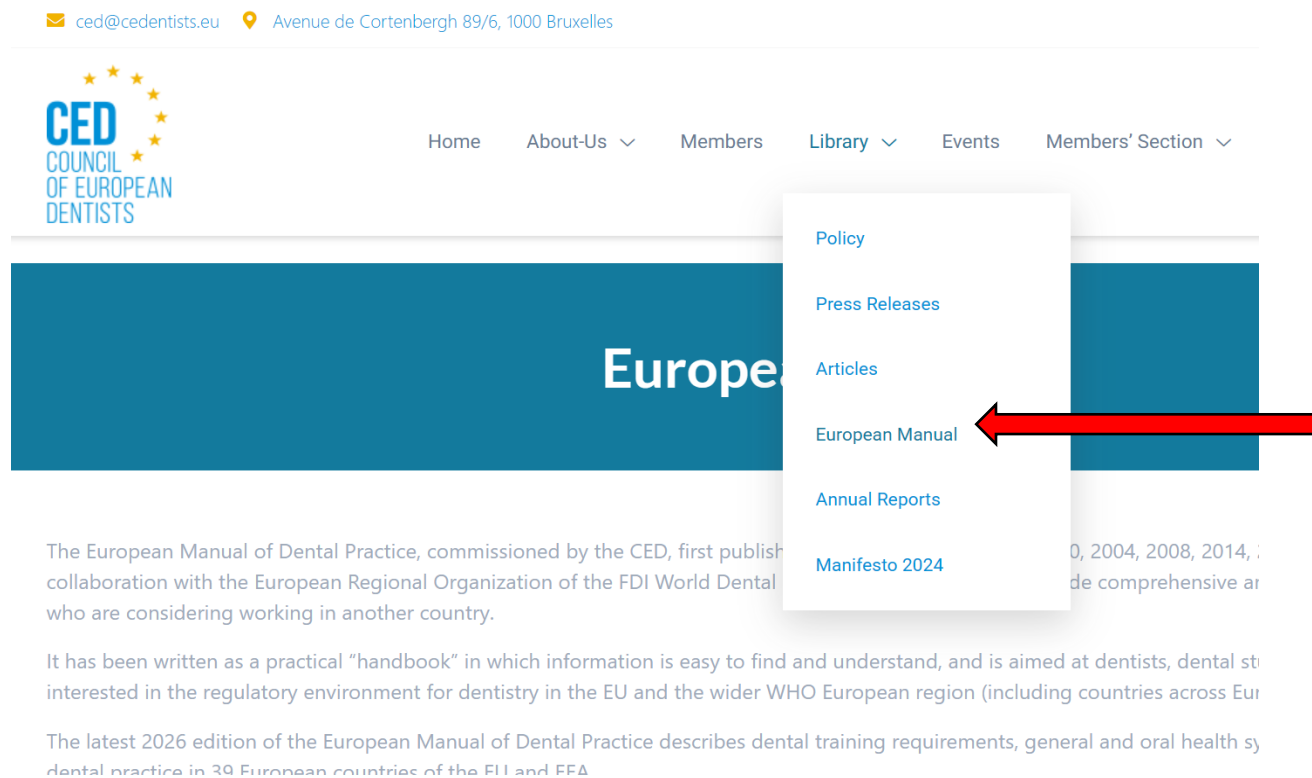 ced@cedentists.eu Avenue de Cortenbergh 89/6, 1000 Bruxelles
CED
COUNCIL
OF EUROPEAN
DENTISTS
Home About-Us Members Library Events Members' Section
Policy
Press Releases
Articles
European Manual
Annual Reports
Manifesto 2024
The European Manual of Dental Practice, commissioned by the CED, first 2004, 2008, 2014,
collaboration with the European Regional Organization of the FDI World Dental comprehensive
who are considering working in another country.
It has been written as a practical “handbook” in which information is easy to find and understand, and is aimed at dentists, dental
interested in the regulatory environment for dentistry in the EU and the wider WHO European region (including countries across
The latest 2026 edition of the European Manual of Dental Practice describes dental training requirements, general and oral health
dental practice in 39 European countries of the EU and EEA